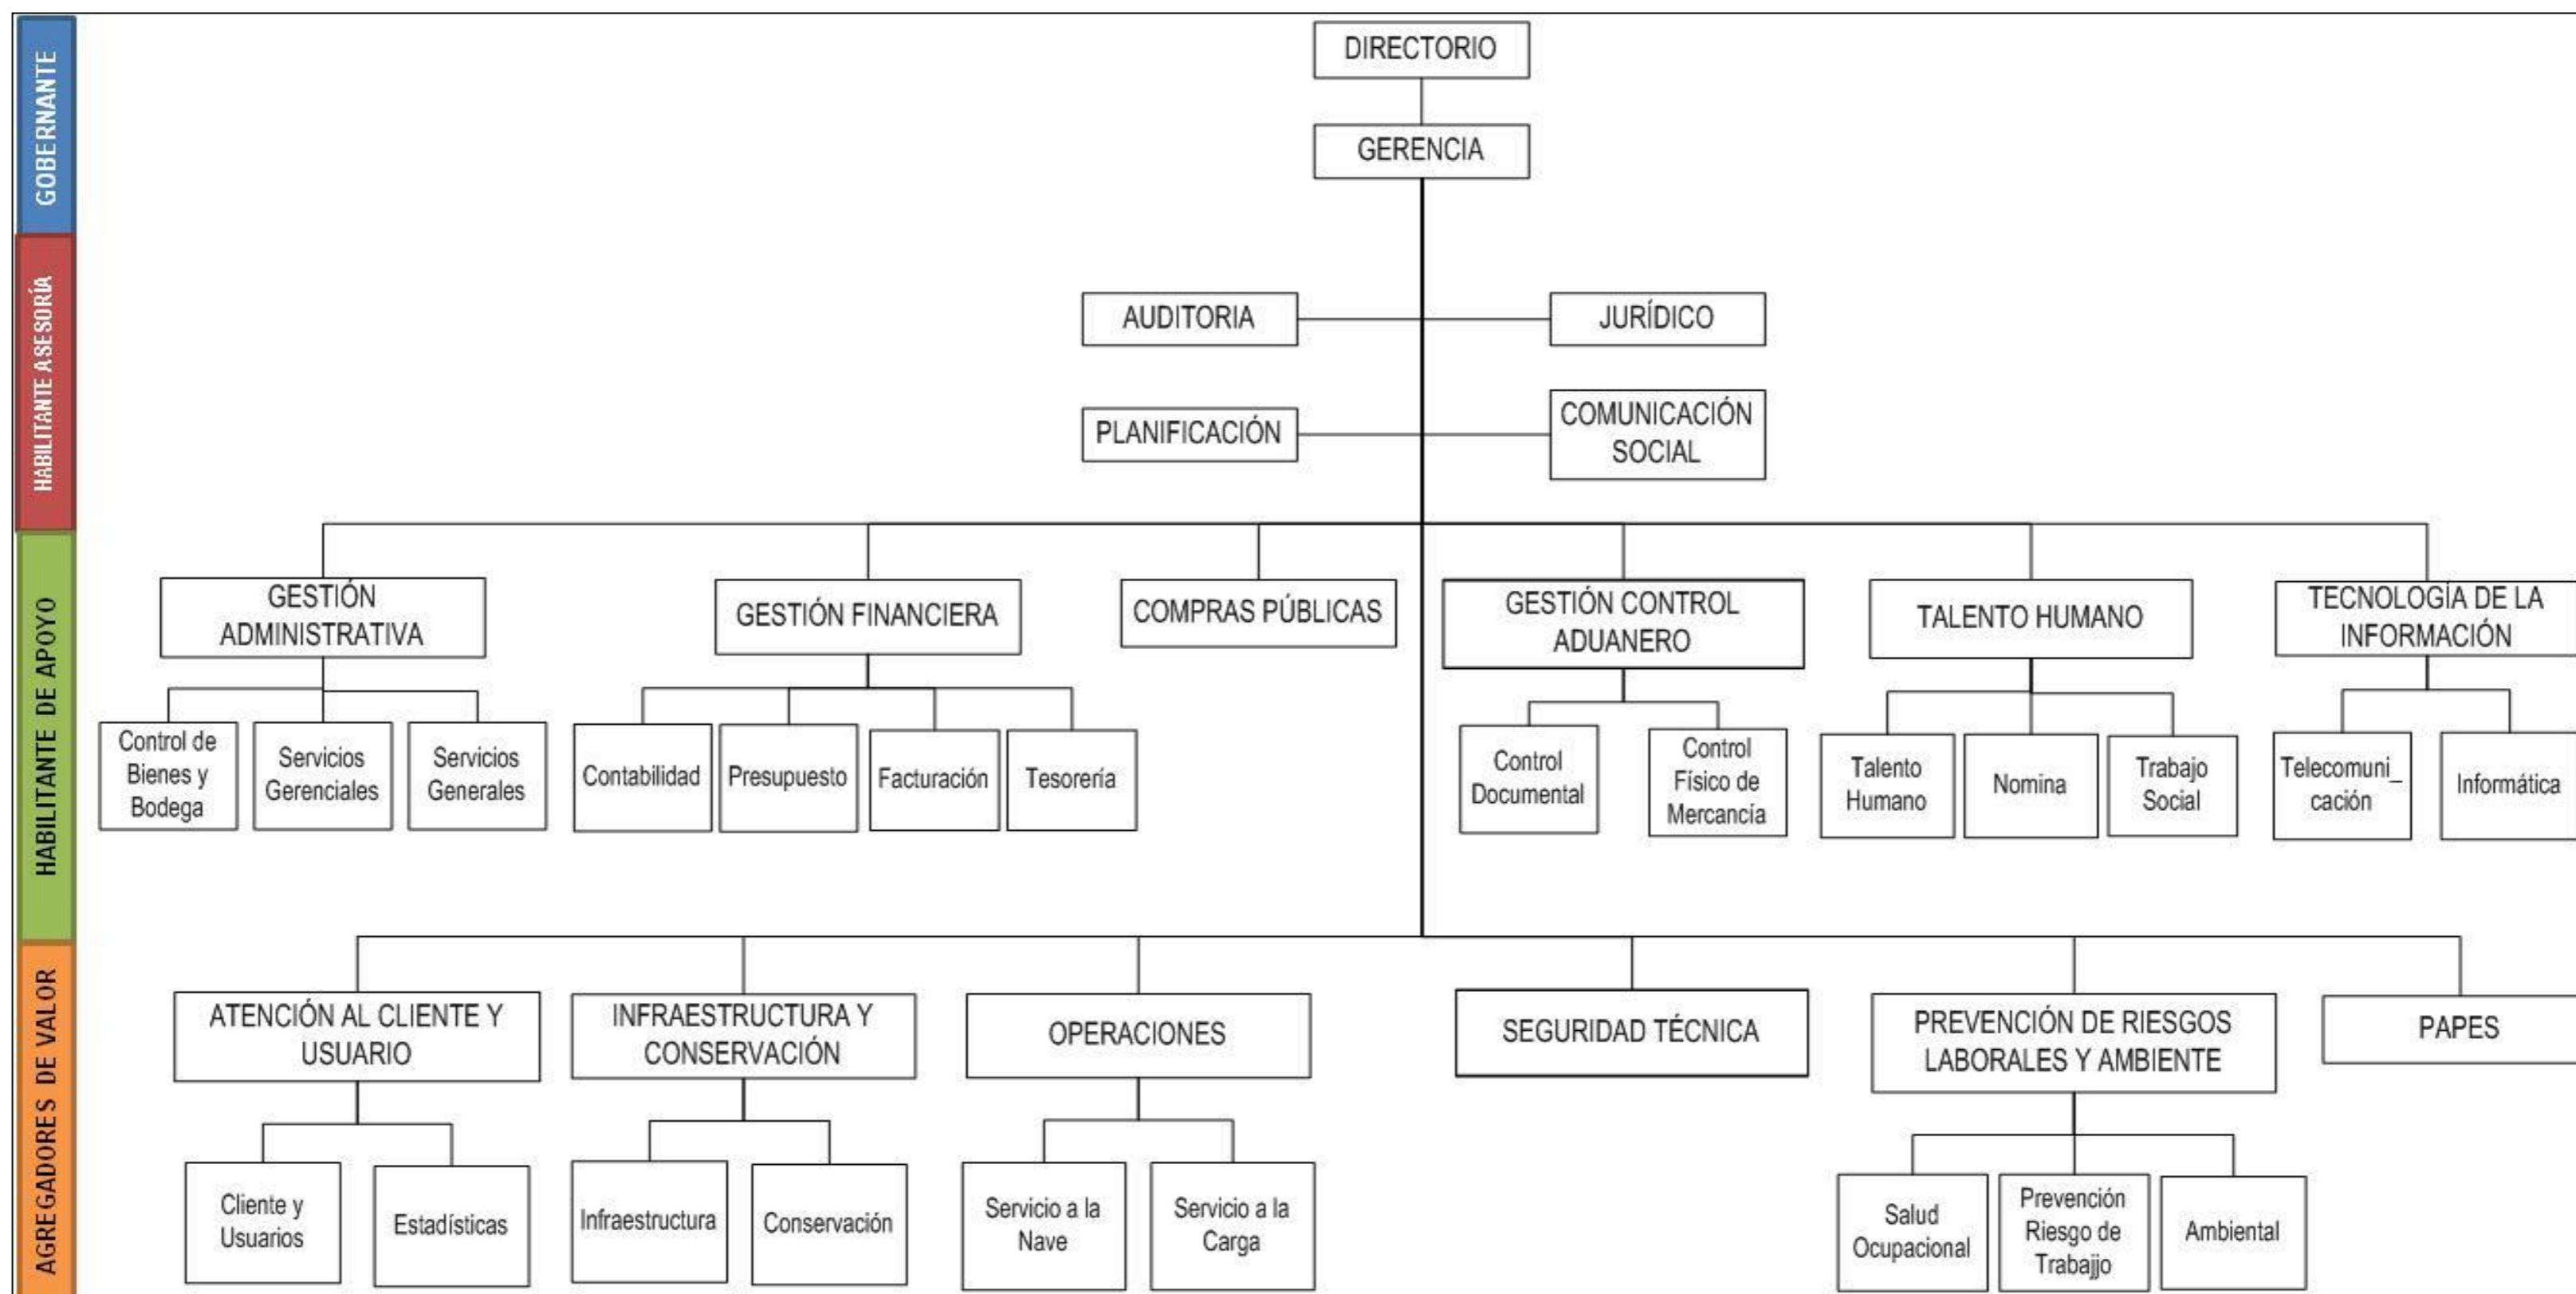 GOBERNANTE
DIRECTORIO
GERENCIA
HABILITANTE ASESORÍA
AUDITORIA
JURÍDICO
PLANIFICACIÓN
COMUNICACIÓN
SOCIAL
HABILITANTE DE APOYO
GESTIÓN
ADMINISTRATIVA
GESTIÓN FINANCIERA
COMPRAS PÚBLICAS
GESTIÓN CONTROL
ADUANERO
TALENTO HUMANO
TECNOLOGÍA DE LA
INFORMACIÓN
Control de
Bienes y
Bodega
Servicios
Gerenciales
Servicios
Generales
Contabilidad
Presupuesto
Facturación
Tesorería
Control
Documental
Control
Físico de
Mercancía
Talento
Humano
Nomina
Trabajo
Social
Telecomuni_
cación
Informática
AGREGADORES DE VALOR
ATENCIÓN AL CLIENTE Y
USUARIO
INFRAESTRUCTURA Y
CONSERVACIÓN
OPERACIONES
SEGURIDAD TÉCNICA
PREVENCIÓN DE RIESGOS
LABORALES Y AMBIENTE
PAPES
Cliente y
Usuarios
Estadísticas
Infraestructura
Conservación
Servicio a la
Nave
Servicio a la
Carga
Salud
Ocupacional
Prevención
Riesgo de
Trabajjo
Ambiental